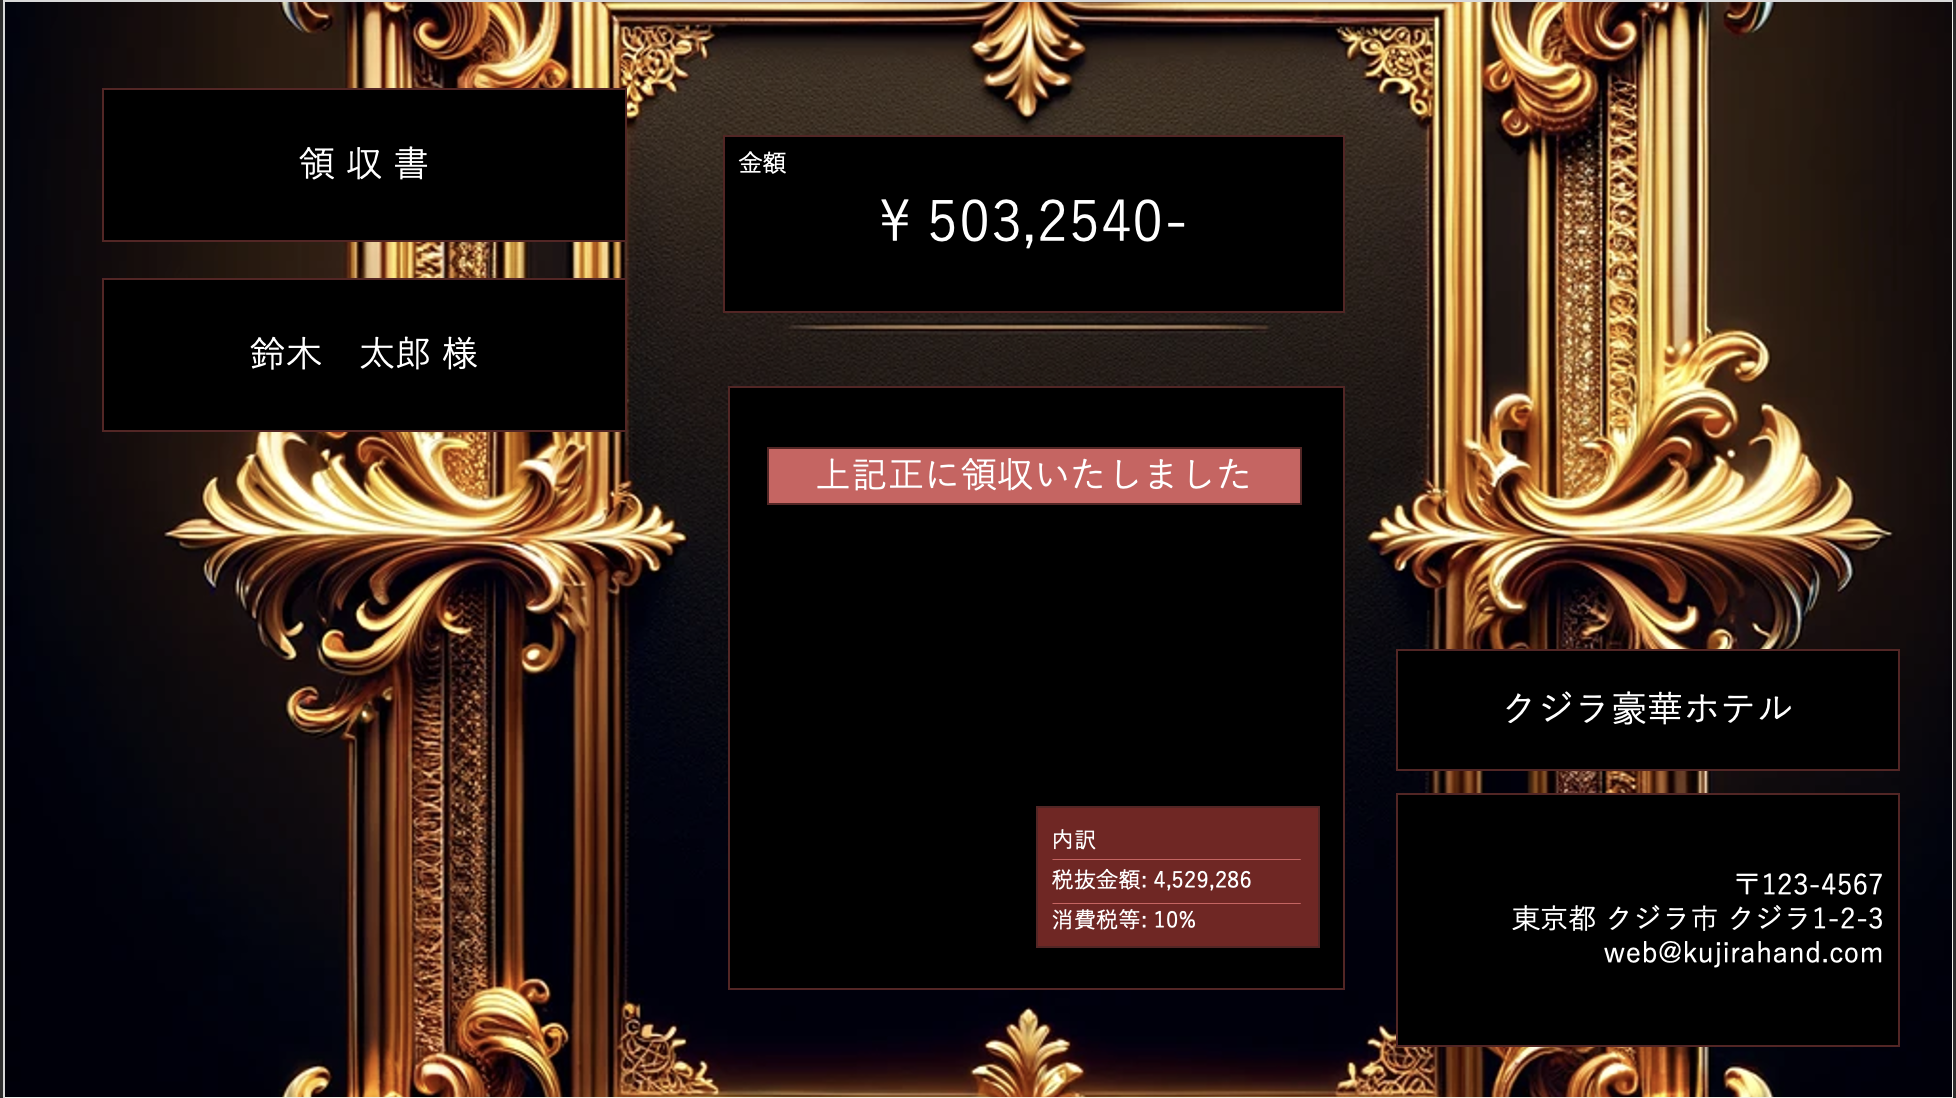 領 収 書
鈴木　太郎 様
金額
¥ 503,2540-
上記正に領収いたしました
内訳
税抜金額: 4,529,286
消費税等: 10%
クジラ豪華ホテル
〒123-4567
東京都 クジラ市 クジラ1-2-3
web@kujirahand.com